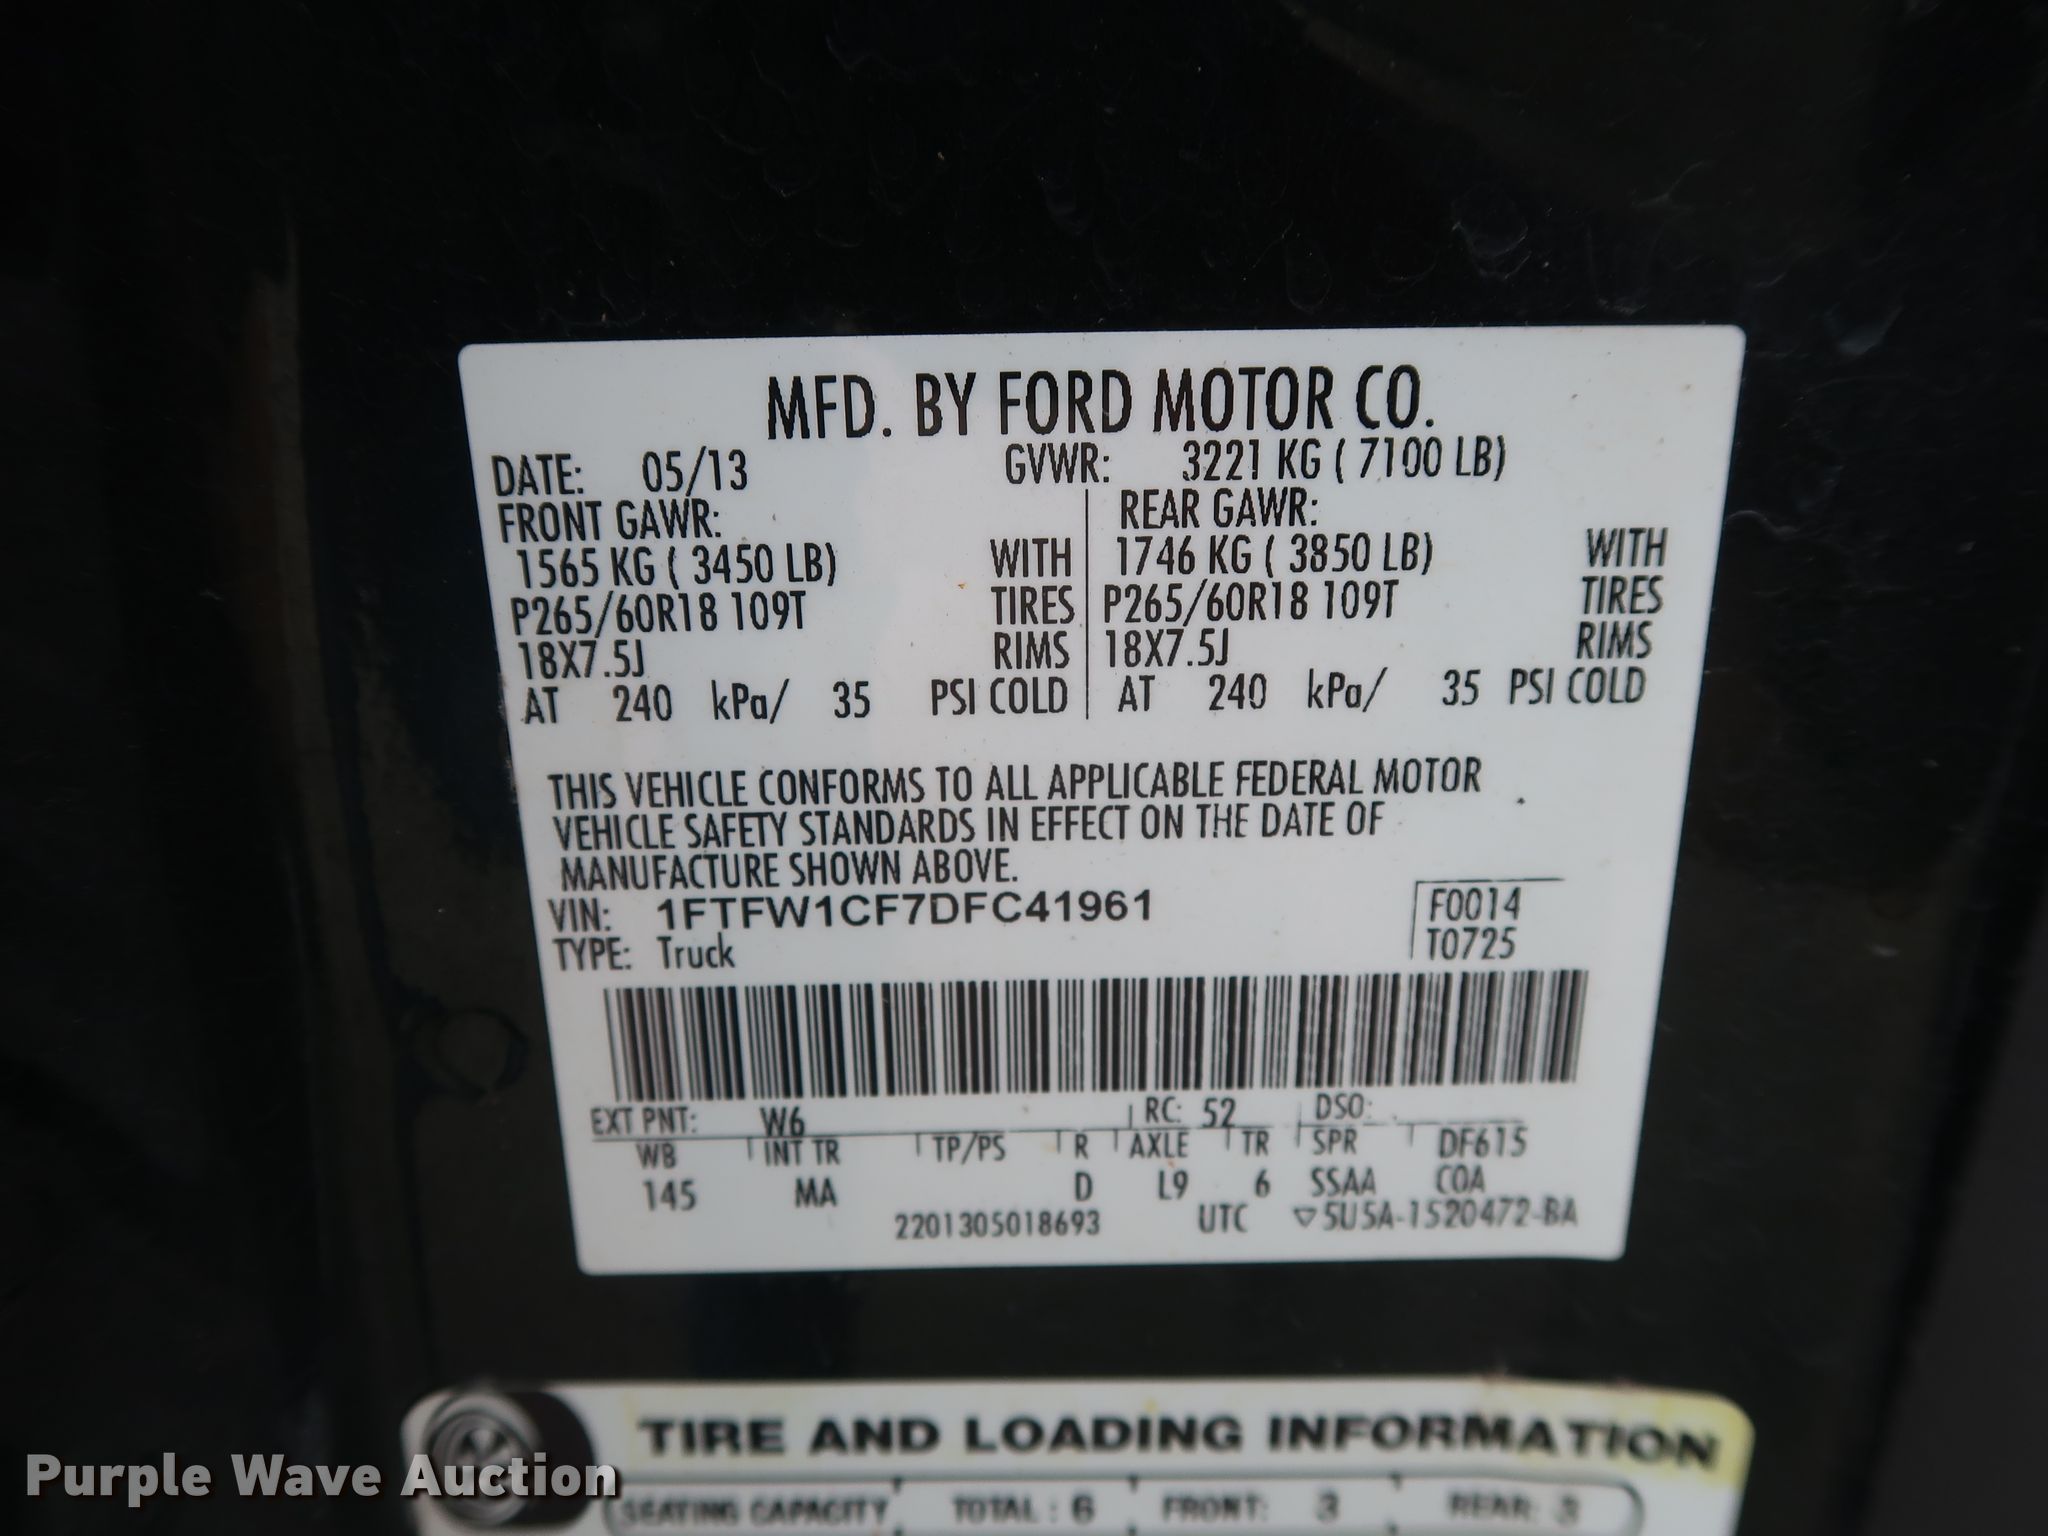 MFD. BY FORD MOTOR CO.
DATE: 05/13 GVWR: 3221 KG ( 7100 LB)
FRONT GAWR: REAR GAWR:
1565 KG ( 3450 LB) WITH 1746 KG ( 3850 LB) WITH
P265/60R18 109T TIRES P265/60R18 109T TIRES
18X7.5J RIMS 18X7.5J RIMS
AT 240 kPa/ 35 PSI COLD AT 240 kPa/ 35 PSI COLD
THIS VEHICLE CONFORMS TO ALL APPLICABLE FEDERAL MOTOR
VEHICLE SAFETY STANDARDS IN EFFECT ON THE DATE OF
MANUFACTURE SHOWN ABOVE.
VIN: 1FTFW1CF7DFC41961 F0014
TYPE: Truck T0725
EXT PNT: W6 RC: 52 DSO:
WB INT TR TP/PS R AXLE TR SPR DF615
145 MA D L9 6 SSAA COA
2201305018693 UTC ▽5U5A-1520472-BA
TIRE AND LOADING INFORMATION
SEATING CAPACITY TOTAL : 6 FRONT: 3 REAR: 3
Purple Wave Auction